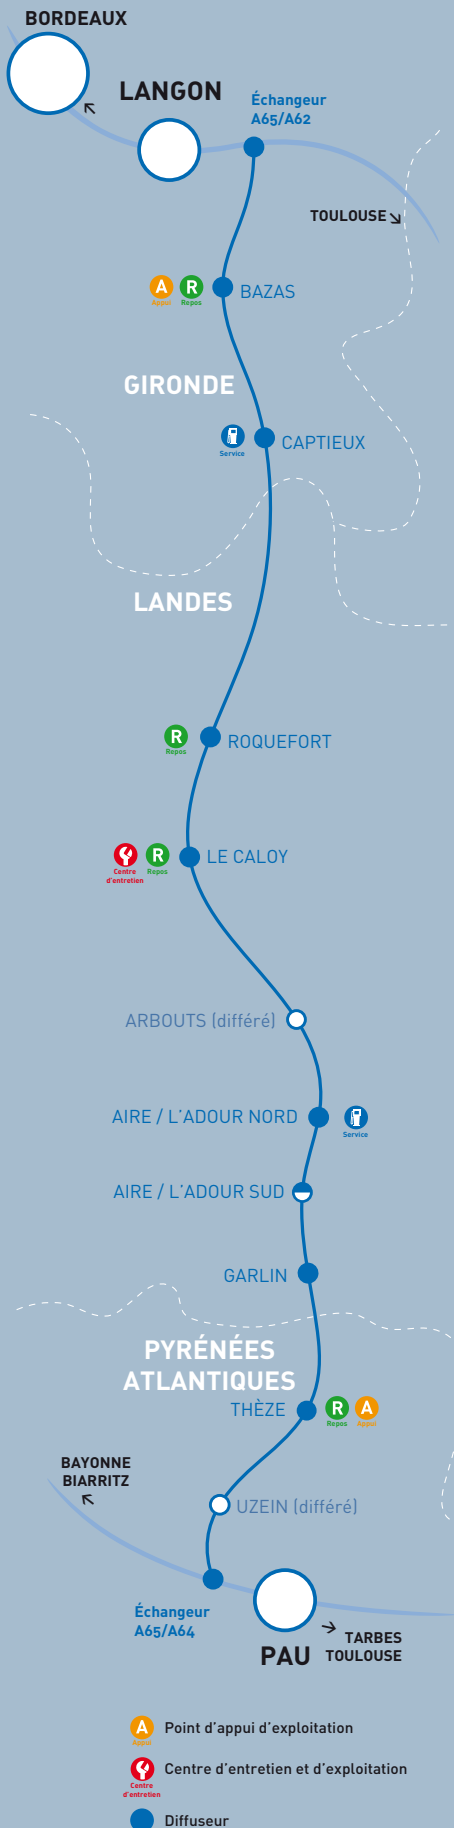 BORDEAUX
LANGON
Échangeur
A65/A62
TOULOUSE
A
Appui
R
Repos
BAZAS
GIRONDE
Service
CAPTIEUX
LANDES
R
Repos
ROQUEFORT
Centre
d'entretien
R
Repos
LE CALOY
ARBOUTS (différé)
AIRE / L'ADOUR NORD
Service
AIRE / L'ADOUR SUD
GARLIN
PYRÉNÉES
ATLANTIQUES
THÈZE
R
Repos
A
Appui
BAYONNE
BIARRITZ
UZEIN (différé)
Échangeur
A65/A64
PAU
TARBES
TOULOUSE
A
Appui
Point d'appui d'exploitation
Centre
d'entretien
Centre d'entretien et d'exploitation
Diffuseur